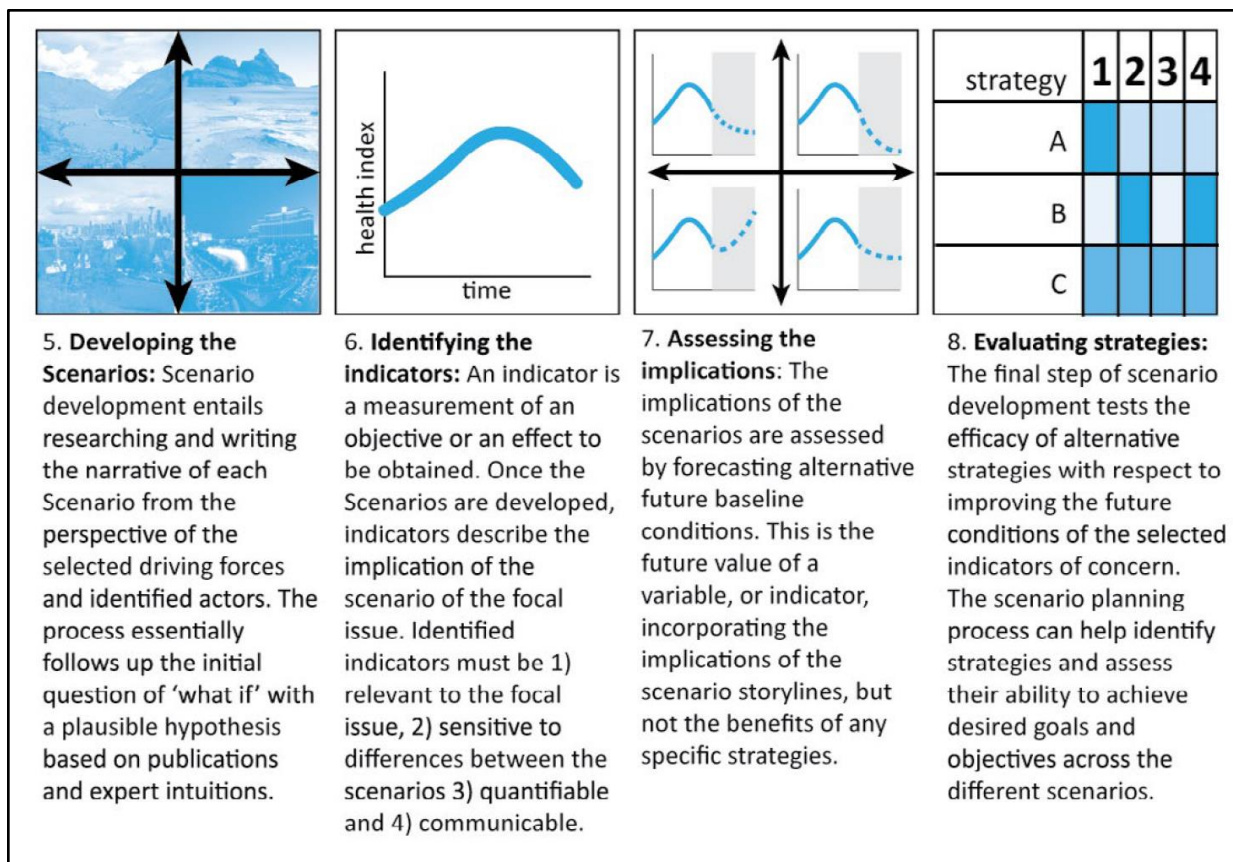 health index
time
strategy 1 2 3 4
A
B
C
5. Developing the
Scenarios: Scenario
development entails
researching and writing
the narrative of each
Scenario from the
perspective of the
selected driving forces
and identified actors. The
process essentially
follows up the initial
question of ‘what if’ with
a plausible hypothesis
based on publications
and expert intuitions.
6. Identifying the
indicators: An indicator is
a measurement of an
objective or an effect to
be obtained. Once the
Scenarios are developed,
indicators describe the
implication of the
scenario of the focal
issue. Identified
indicators must be 1)
relevant to the focal
issue, 2) sensitive to
differences between the
scenarios 3) quantifiable
and 4) communicable.
7. Assessing the
implications: The
implications of the
scenarios are assessed
by forecasting alternative
future baseline
conditions. This is the
future value of a
variable, or indicator,
incorporating the
implications of the
scenario storylines, but
not the benefits of any
specific strategies.
8. Evaluating strategies:
The final step of scenario
development tests the
efficacy of alternative
strategies with respect to
improving the future
conditions of the selected
indicators of concern.
The scenario planning
process can help identify
strategies and assess
their ability to achieve
desired goals and
objectives across the
different scenarios.